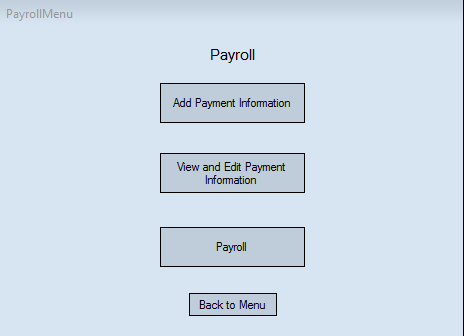 PayrollMenu
Payroll
Add Payment Information
View and Edit Payment
Information
Payroll
Back to Menu